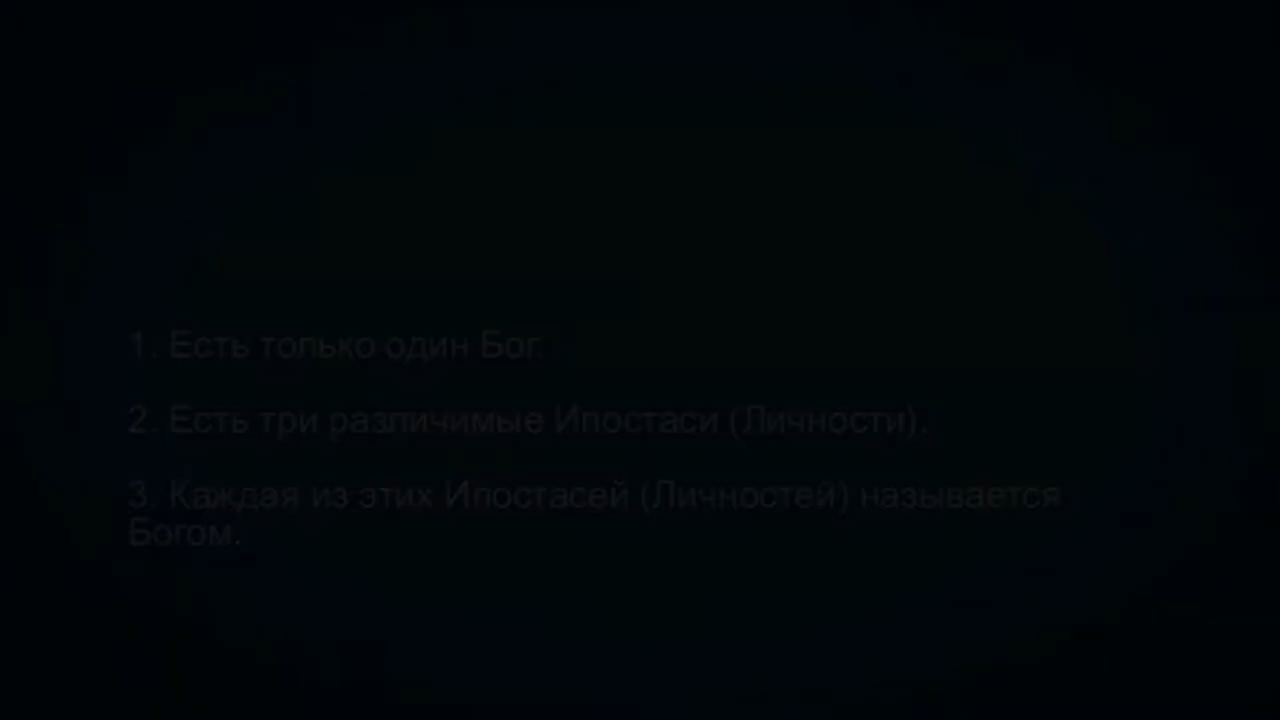 1. Есть только один Бог.
2. Есть три различимые Ипостаси (Личности).
3. Каждая из этих Ипостасей (Личностей) называется
Богом.